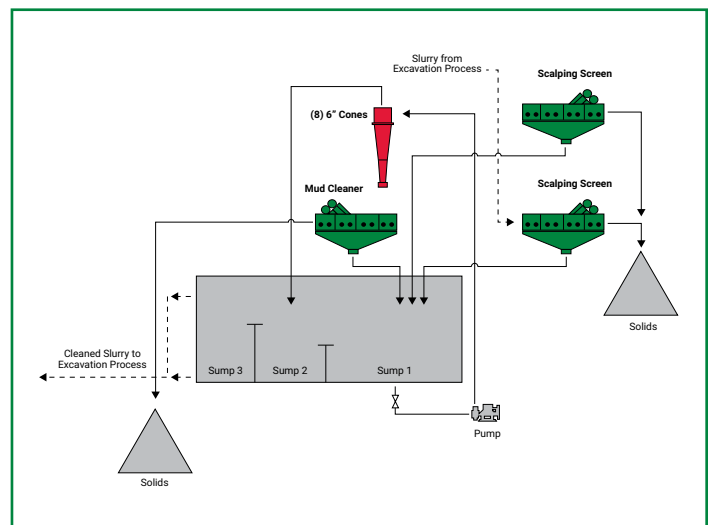 Slurry from
Excavation Process
Scalping Screen
(8) 6” Cones
Mud Cleaner
Scalping Screen
Solids
Cleaned Slurry to
Excavation Process
Sump 3
Sump 2
Sump 1
Pump
Solids